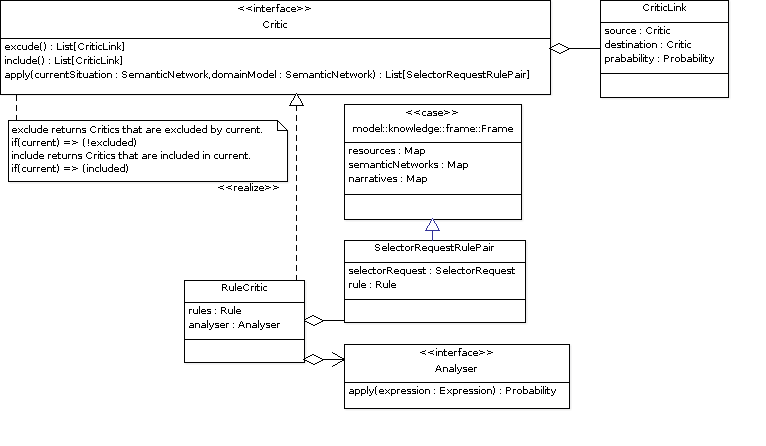 <<interface>>
Critic
excude() : List[CriticLink]
include() : List[CriticLink]
apply(currentSituation : SemanticNetwork,domainModel : SemanticNetwork) : List[SelectorRequestRulePair]
CriticLink
source : Critic
destination : Critic
prabability : Probability
exclude returns Critics that are excluded by current.
if(current) => (!excluded)
include returns Critics that are included in current.
if(current) => (included)
<<realize>>
<<case>>
model::knowledge::frame::Frame
resources : Map
semanticNetworks : Map
narratives : Map
SelectorRequestRulePair
selectorRequest : SelectorRequest
rule : Rule
RuleCritic
rules : Rule
analyser : Analyser
<<interface>>
Analyser
apply(expression : Expression) : Probability